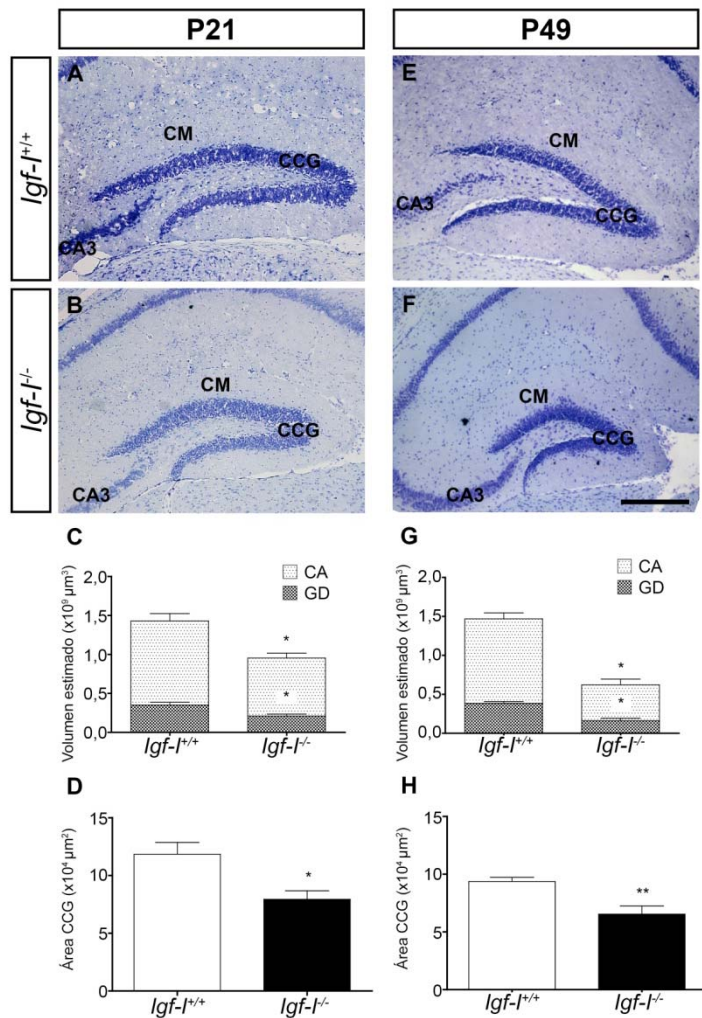 P21
P49
Igf-I+/+
A
CM
CCG
CA3
E
CM
CCG
CA3
Igf-I-/-
B
CM
CCG
CA3
F
CM
CCG
CA3
C
Volumen estimado (x10⁹ µm³)
2,0
1,5
1,0
0,5
0,0
CA
GD
*
*
Igf-I+/+
Igf-I-/-
G
Volumen estimado (x10⁹ µm³)
2,0
1,5
1,0
0,5
0,0
CA
GD
*
*
Igf-I+/+
Igf-I-/-
D
Área CCG (x10⁴ µm²)
15
10
5
0
*
Igf-I+/+
Igf-I-/-
H
Área CCG (x10⁴ µm²)
15
10
5
0
**
Igf-I+/+
Igf-I-/-